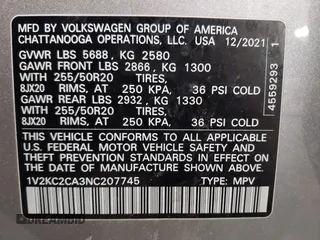 MFD BY VOLKSWAGEN GROUP OF AMERICA
CHATTANOOGA OPERATIONS, LLC. USA 12/2021
GVWR LBS 5688, KG 2580
GAWR FRONT LBS 2866, KG 1300
WITH 255/50R20 TIRES,
8JX20 RIMS, AT 250 KPA, 36 PSI COLD
GAWR REAR LBS 2932, KG 1330
WITH 255/50R20 TIRES,
8JX20 RIMS, AT 250 KPA, 36 PSI COLD
THIS VEHICLE CONFORMS TO ALL APPLICABLE
U.S. FEDERAL MOTOR VEHICLE SAFETY AND
THEFT PREVENTION STANDARDS IN EFFECT ON THE
DATE OF MANUFACTURE SHOWN ABOVE.
1V2KC2CA3NC207745 TYPE: MPV
4559293 1
DREAMBID